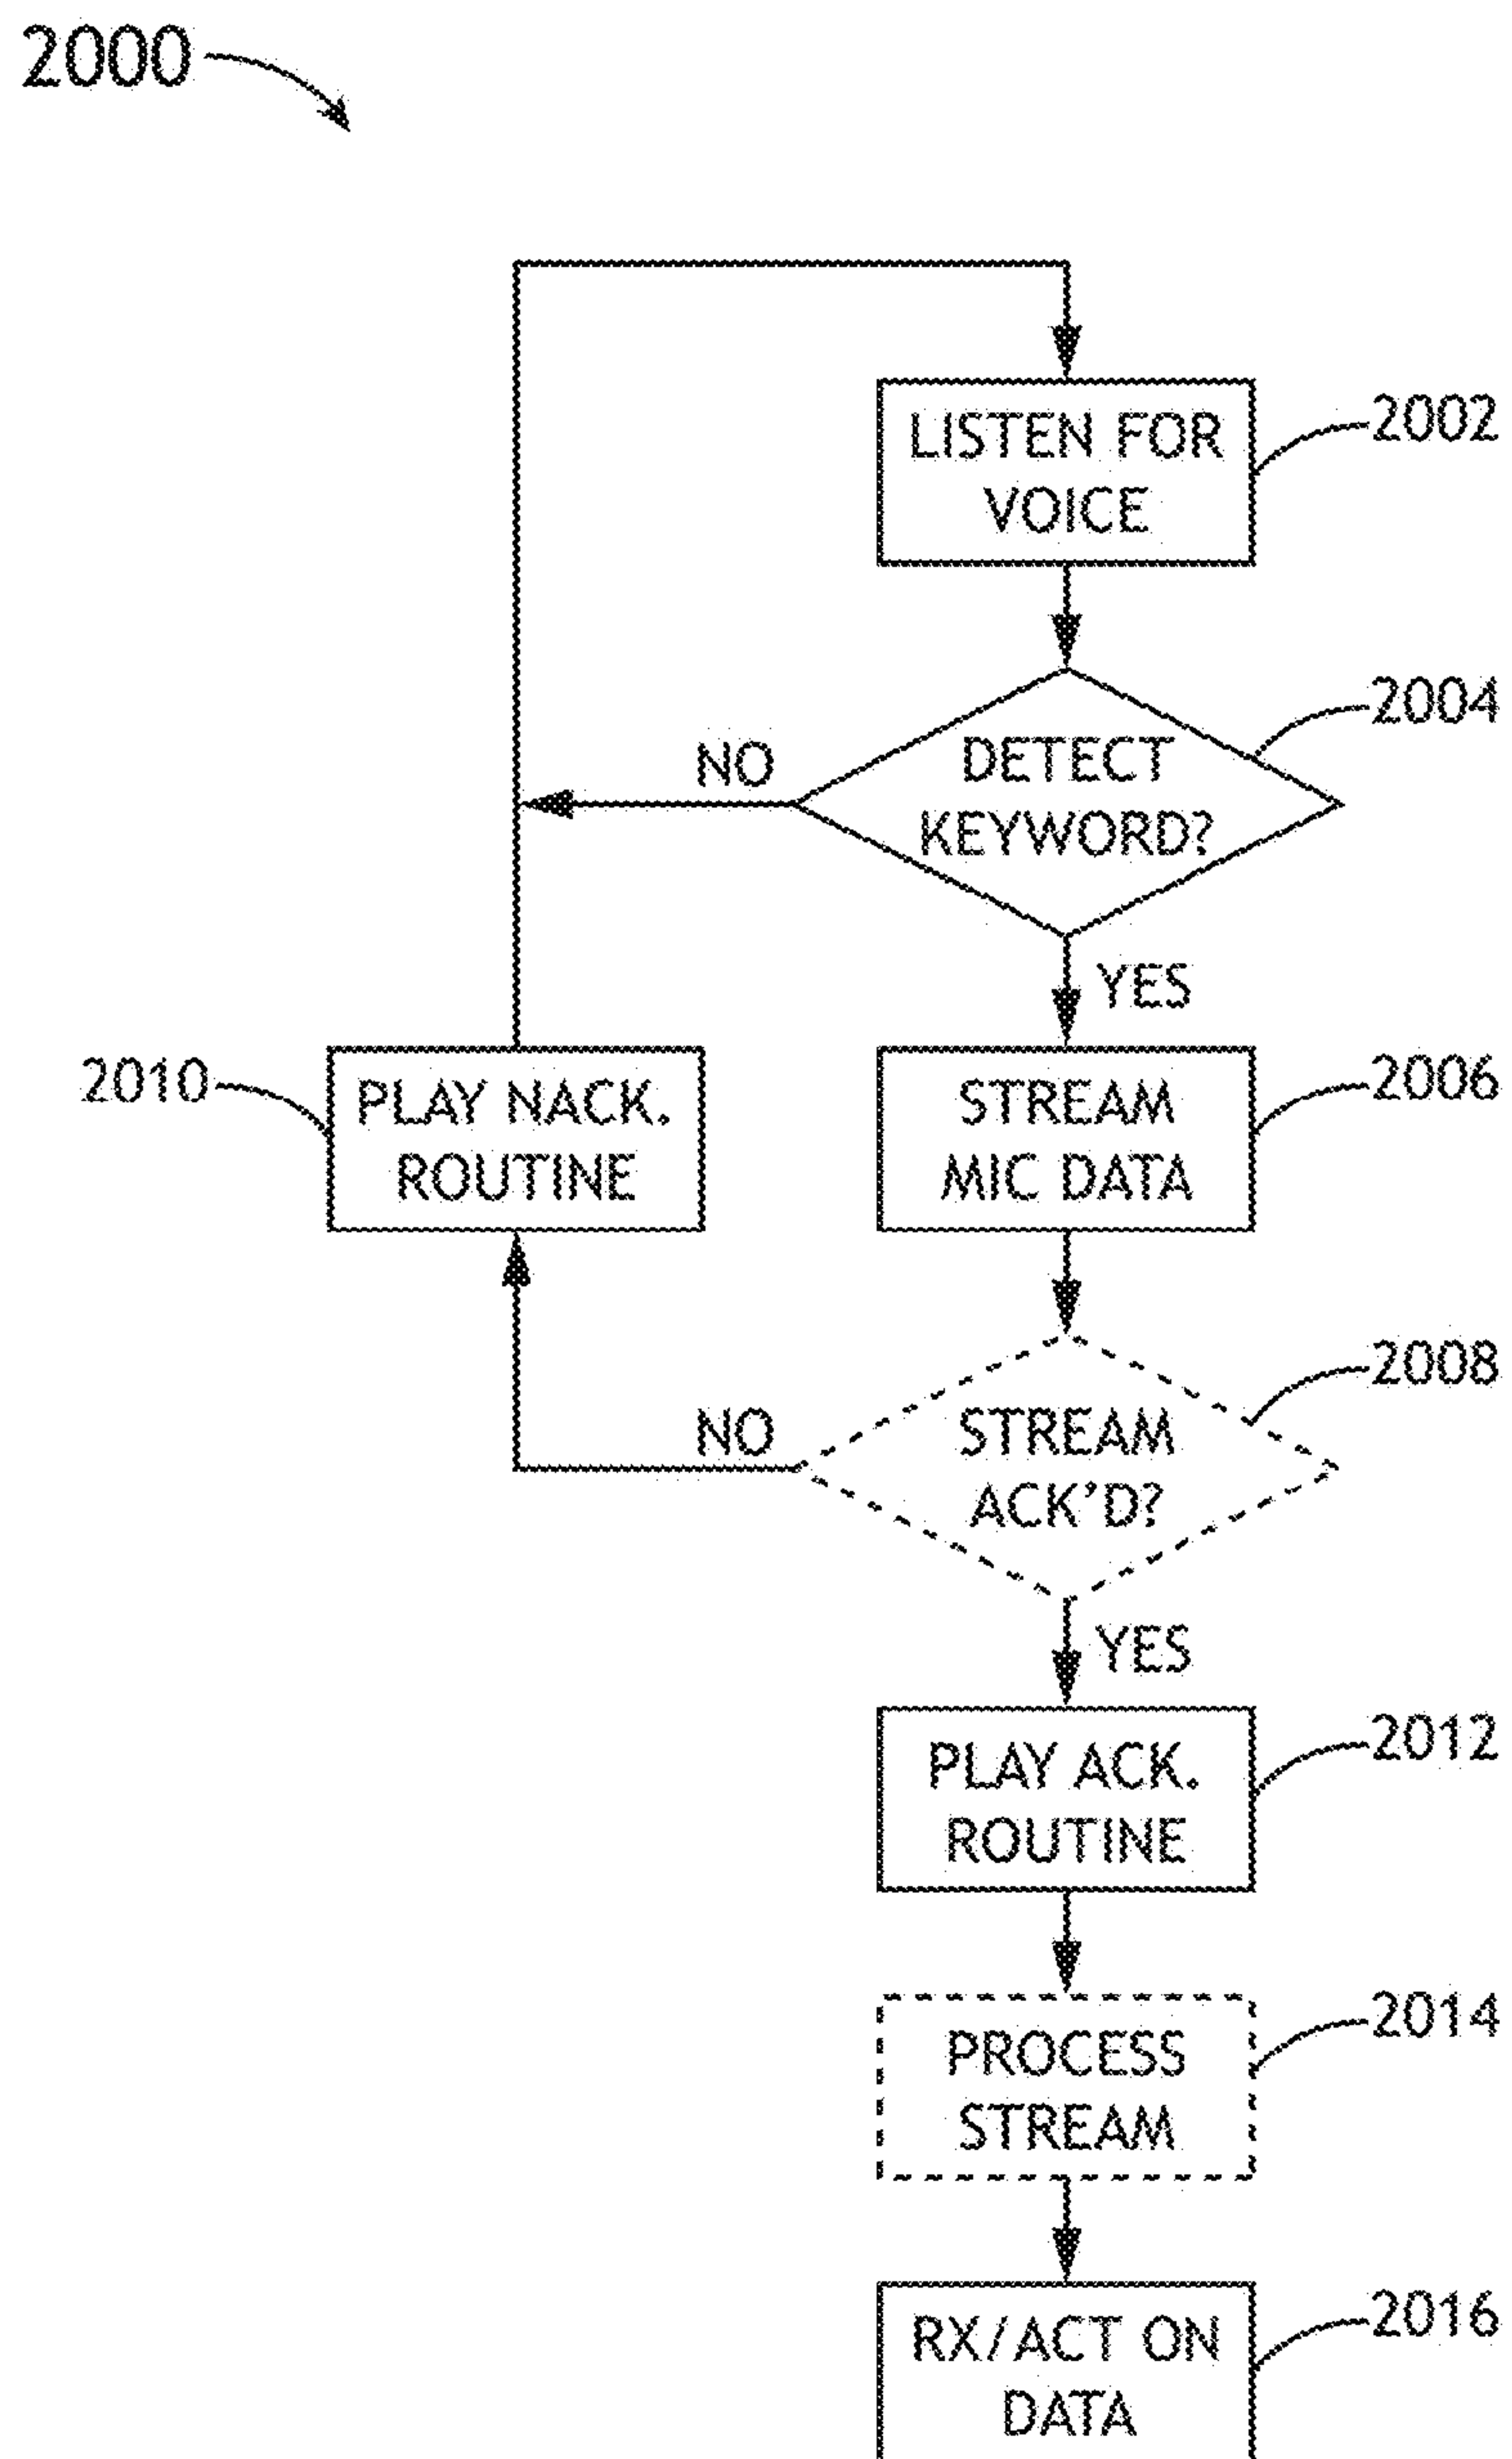 2000
LISTEN FOR
VOICE
2002
DETECT
KEYWORD?
2004
NO
YES
2010
PLAY NACK.
ROUTINE
STREAM
MIC DATA
2006
STREAM
ACK'D?
2008
NO
YES
PLAY ACK.
ROUTINE
2012
PROCESS
STREAM
2014
RX/ACT ON
DATA
2016